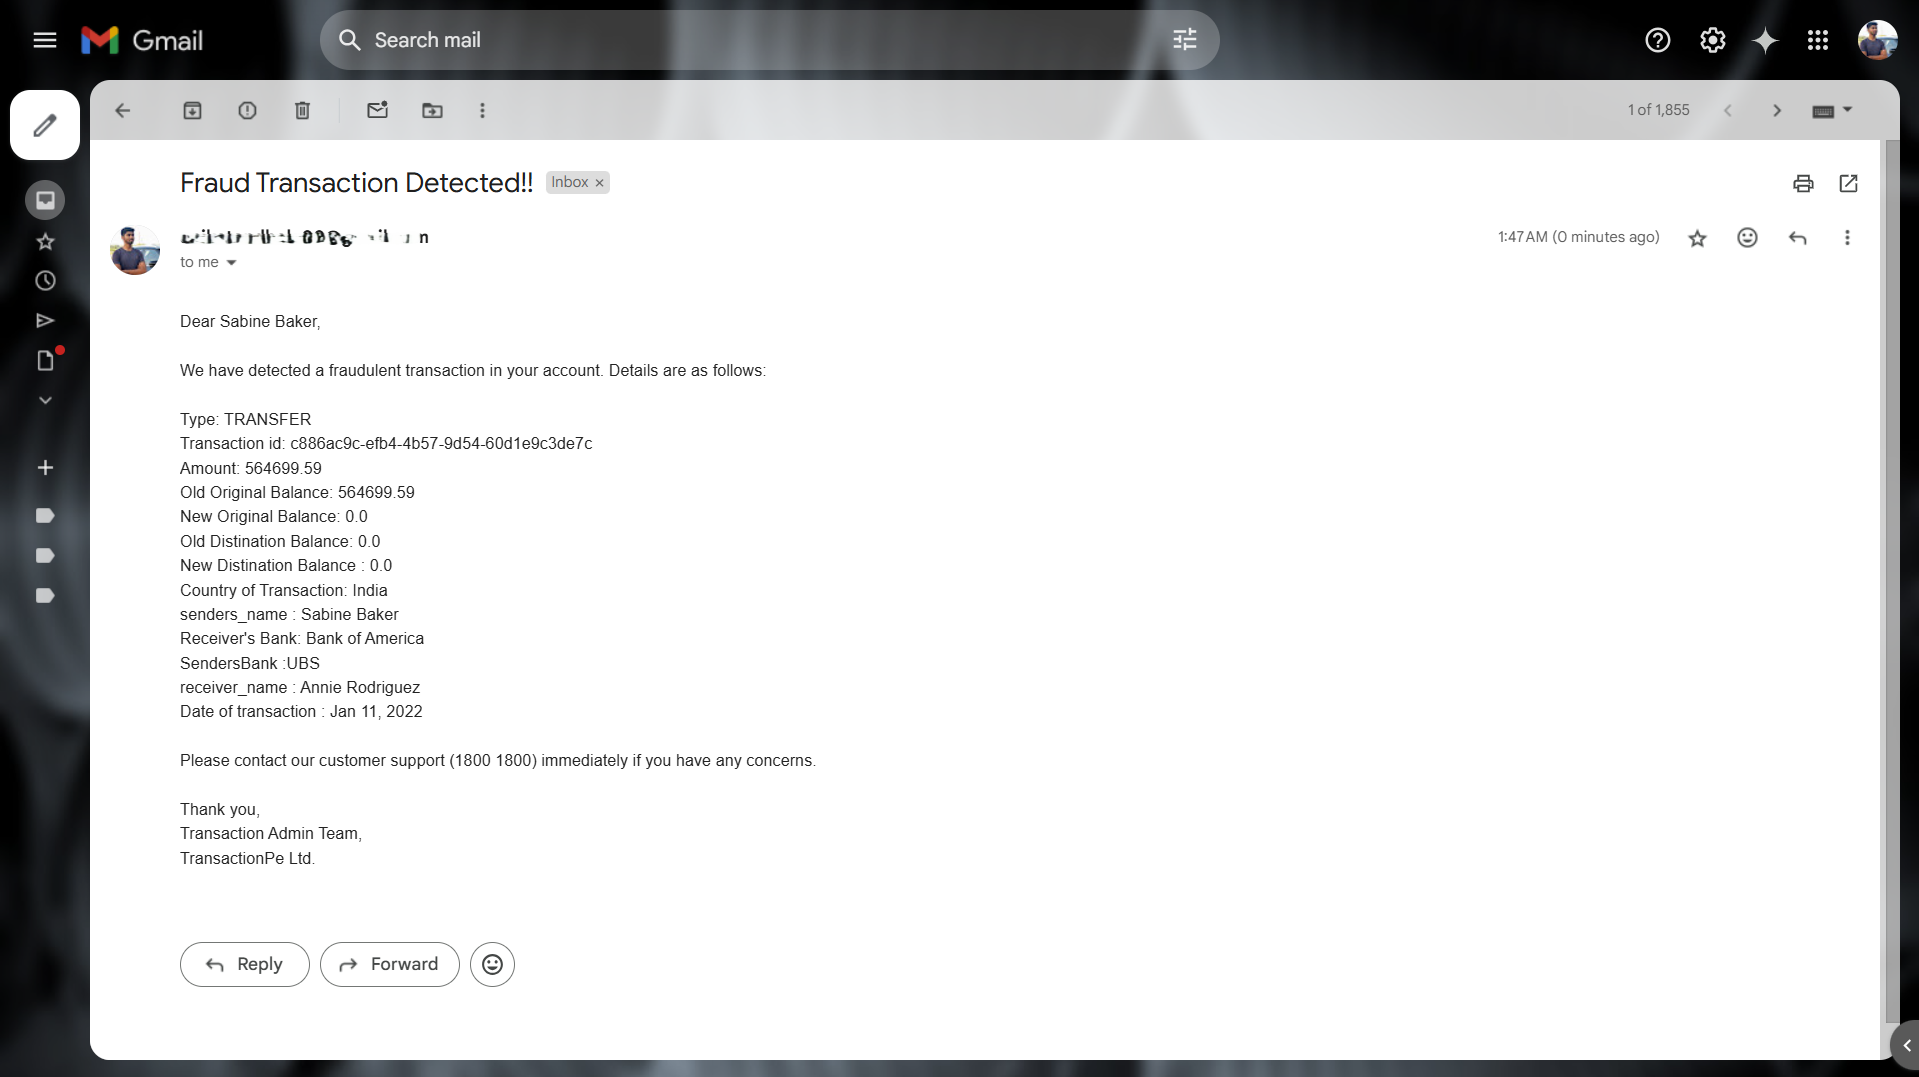 Gmail
Search mail
1 of 1,855
Fraud Transaction Detected!! Inbox ×
1:47 AM (0 minutes ago)
to me
Dear Sabine Baker,
We have detected a fraudulent transaction in your account. Details are as follows:
Type: TRANSFER
Transaction id: c886ac9c-efb4-4b57-9d54-60d1e9c3de7c
Amount: 564699.59
Old Original Balance: 564699.59
New Original Balance: 0.0
Old Distination Balance: 0.0
New Distination Balance : 0.0
Country of Transaction: India
senders_name : Sabine Baker
Receiver's Bank: Bank of America
SendersBank :UBS
receiver_name : Annie Rodriguez
Date of transaction : Jan 11, 2022
Please contact our customer support (1800 1800) immediately if you have any concerns.
Thank you,
Transaction Admin Team,
TransactionPe Ltd.
Reply
Forward